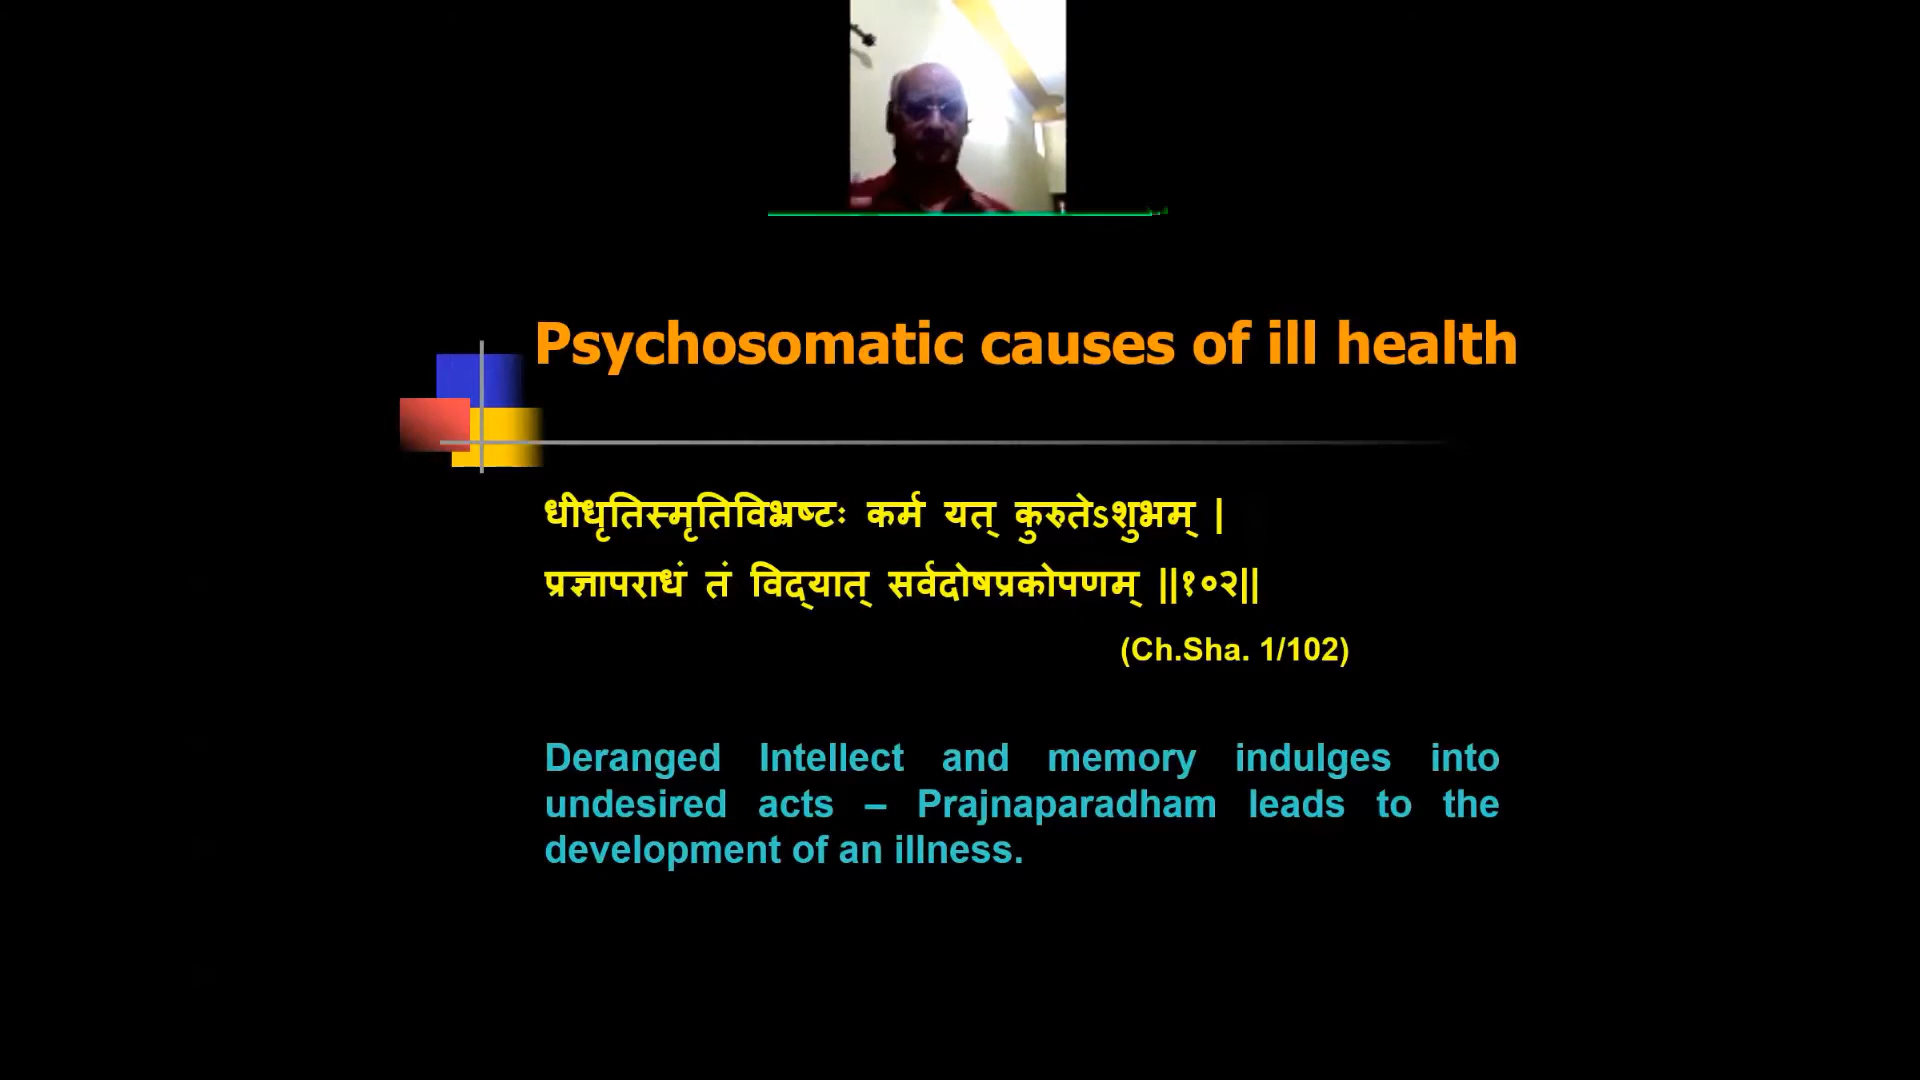 Psychosomatic causes of ill health
धीधृतिस्मृतिविभ्रष्टः कर्म यत् कुरुतेऽशुभम् |
प्रज्ञापराधं तं विद्यात् सर्वदोषप्रकोपणम् ||१०२||
(Ch.Sha. 1/102)
Deranged Intellect and memory indulges into
undesired acts – Prajnaparadham leads to the
development of an illness.